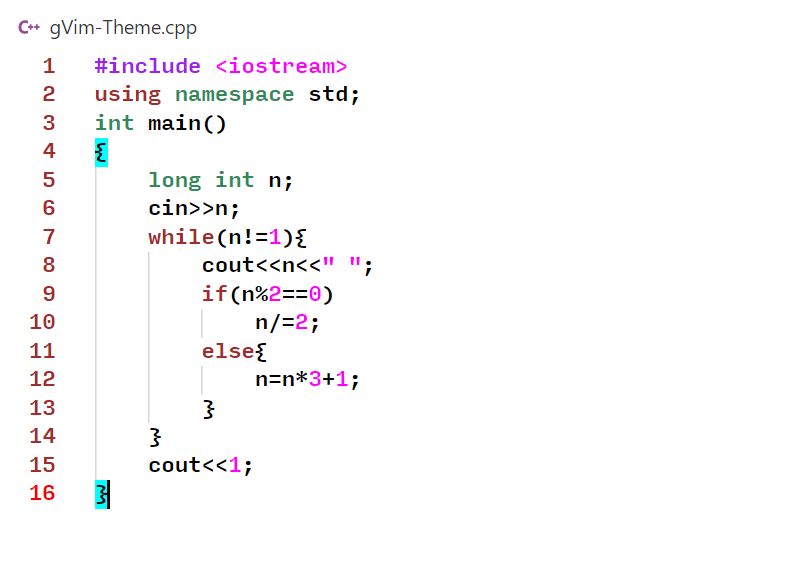 C++ gVim-Theme.cpp
1 #include <iostream>
2 using namespace std;
3 int main()
4 {
5     long int n;
6     cin>>n;
7     while(n!=1){
8         cout<<n<<" ";
9         if(n%2==0)
10             n/=2;
11         else{
12             n=n*3+1;
13         }
14     }
15     cout<<1;
16 }